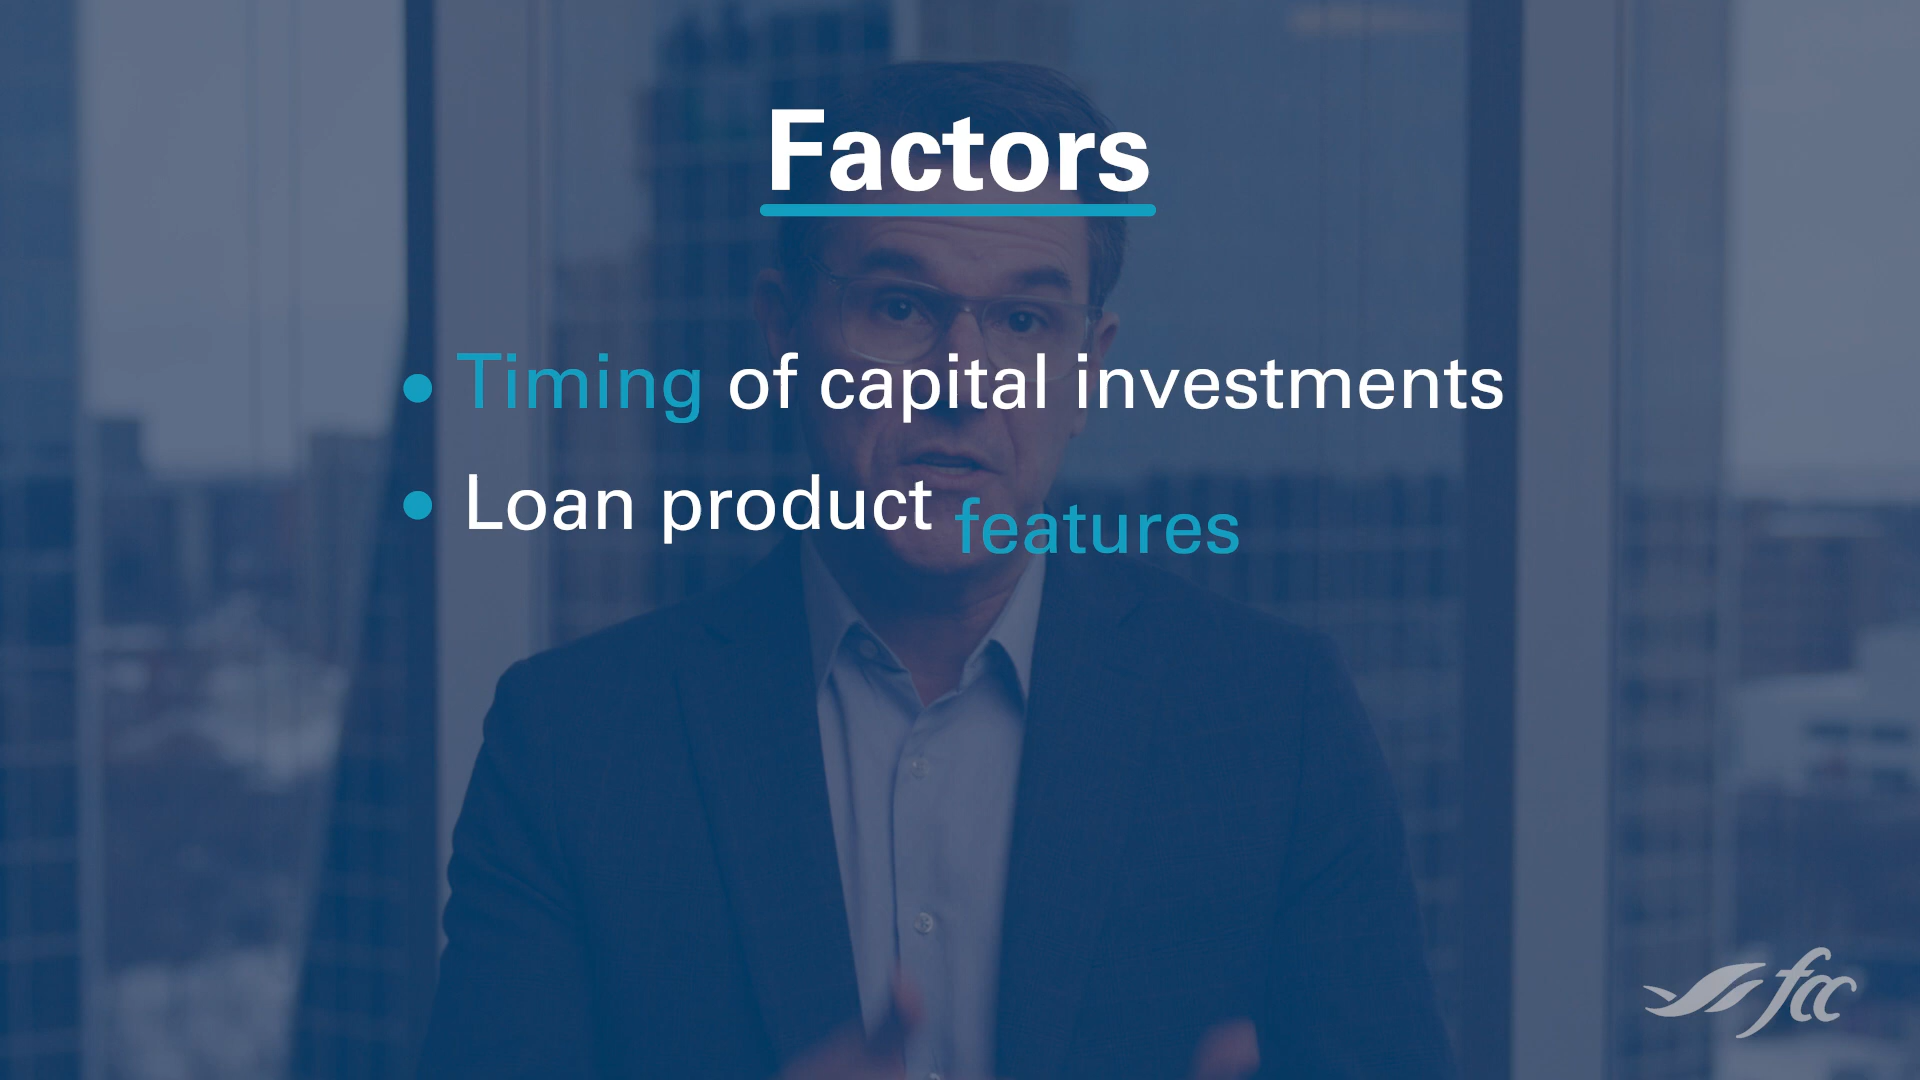 Factors
• Timing of capital investments
• Loan product features
fcc